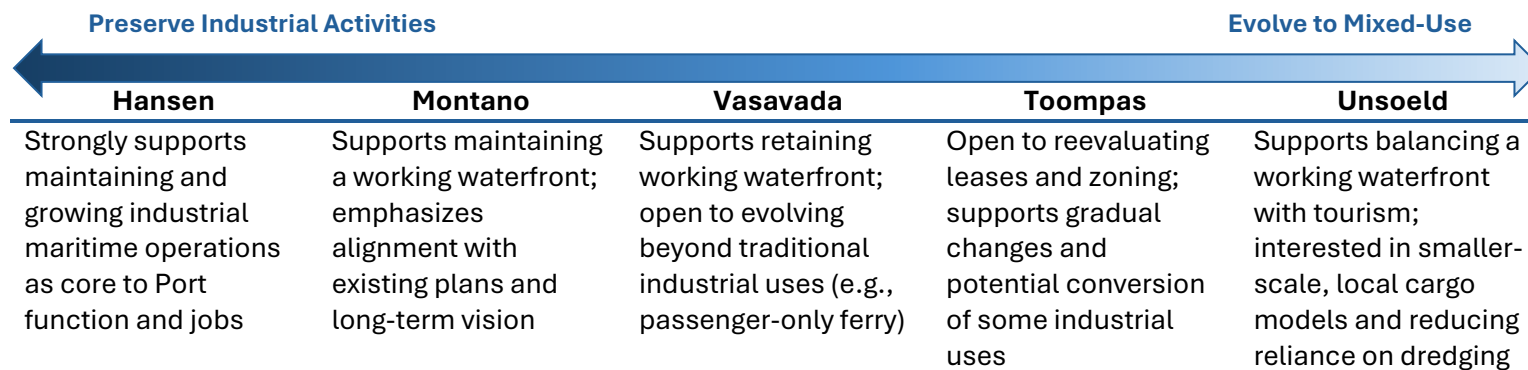 Preserve Industrial Activities
Evolve to Mixed-Use
Hansen
Montano
Vasavada
Toompas
Unsoeld
Strongly supports
maintaining and
growing industrial
maritime operations
as core to Port
function and jobs
Supports maintaining
a working waterfront;
emphasizes
alignment with
existing plans and
long-term vision
Supports retaining
working waterfront;
open to evolving
beyond traditional
industrial uses (e.g.,
passenger-only ferry)
Open to reevaluating
leases and zoning;
supports gradual
changes and
potential conversion
of some industrial
uses
Supports balancing a
working waterfront
with tourism;
interested in smaller-
scale, local cargo
models and reducing
reliance on dredging